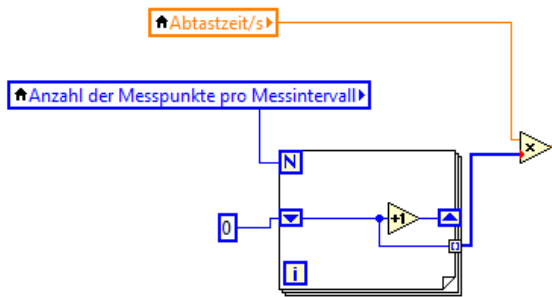 Abtastzeit/s
Anzahl der Messpunkte pro Messintervall
N
x
0
+1
i